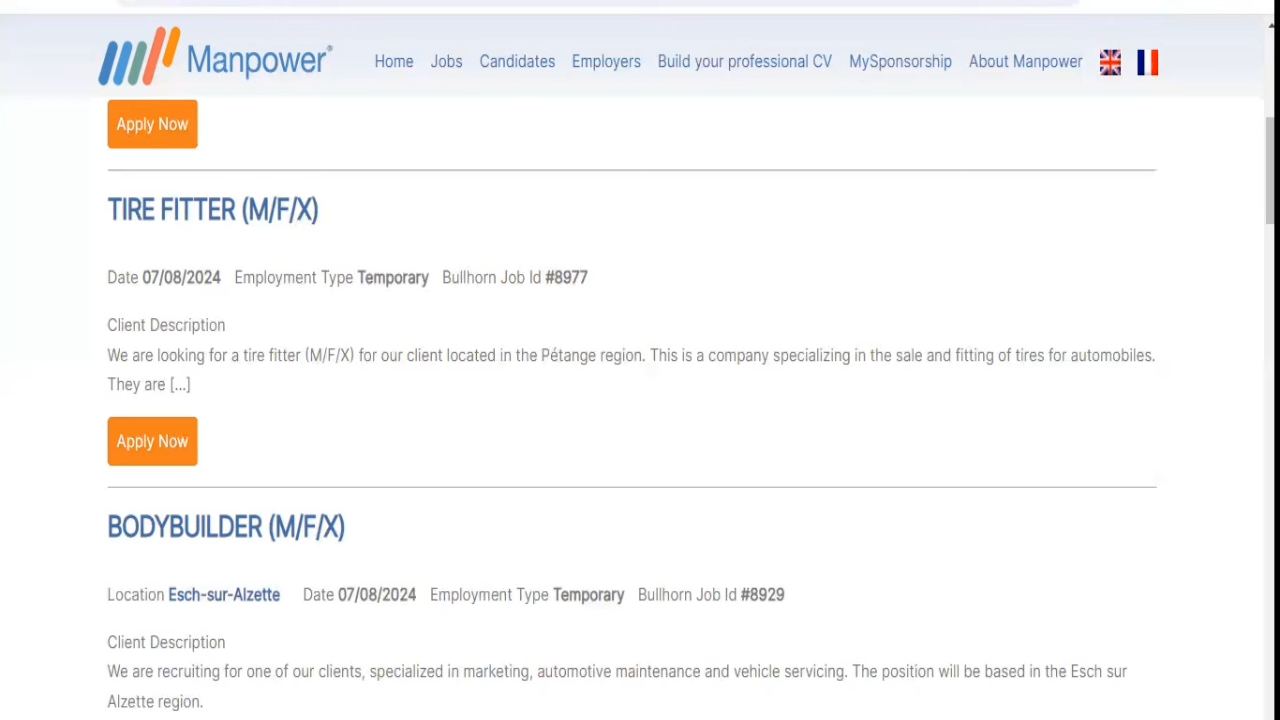 Manpower®
Home Jobs Candidates Employers Build your professional CV MySponsorship About Manpower
Apply Now
TIRE FITTER (M/F/X)
Date 07/08/2024 Employment Type Temporary Bullhorn Job Id #8977
Client Description
We are looking for a tire fitter (M/F/X) for our client located in the Pétange region. This is a company specializing in the sale and fitting of tires for automobiles.
They are [...]
Apply Now
BODYBUILDER (M/F/X)
Location Esch-sur-Alzette Date 07/08/2024 Employment Type Temporary Bullhorn Job Id #8929
Client Description
We are recruiting for one of our clients, specialized in marketing, automotive maintenance and vehicle servicing. The position will be based in the Esch sur
Alzette region.